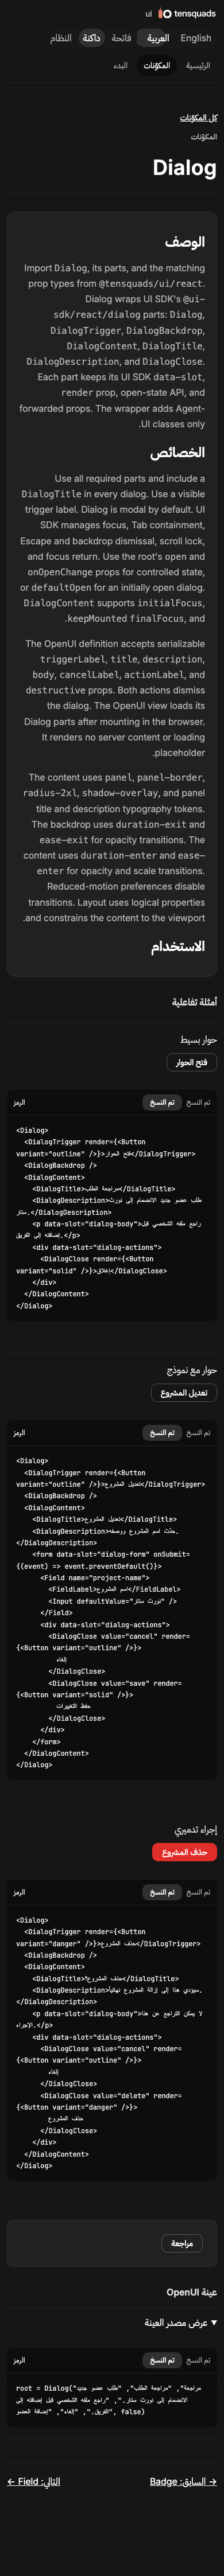 tensquads ui
English العربية فاتحة داكنة النظام
الرئيسية المكوّنات البدء
كل المكوّنات
المكوّنات
Dialog
الوصف
Import Dialog, its parts, and matching
prop types from @tensquads/ui/react.
Dialog wraps UI SDK's @ui-
sdk/react/dialog parts: Dialog,
DialogTrigger, DialogBackdrop,
DialogContent, DialogTitle,
DialogDescription, and DialogClose.
Each part keeps its UI SDK data-slot,
render prop, open-state API, and
forwarded props. The wrapper adds Agent-
UI classes only.
الخصائص
Use all required parts and include a
DialogTitle in every dialog. Use a visible
trigger label. Dialog is modal by default. UI
SDK manages focus, Tab containment,
Escape and backdrop dismissal, scroll lock,
and focus return. Use the root's open and
onOpenChange props for controlled state,
or defaultOpen for an initially open dialog.
DialogContent supports initialFocus,
finalFocus, and keepMounted.
The OpenUI definition accepts serializable
triggerLabel, title, description,
body, cancelLabel, actionLabel, and
destructive props. Both actions dismiss
the dialog. The OpenUI view loads its
Dialog parts after mounting in the browser.
It renders no server content or loading
placeholder.
The content uses panel, panel-border,
radius-2xl, shadow-overlay, and panel
title and description typography tokens.
The backdrop uses duration-exit and
ease-exit for opacity transitions. The
content uses duration-enter and ease-
enter for opacity and scale transitions.
Reduced-motion preferences disable
transitions. Layout uses logical properties
and constrains the content to the viewport.
الاستخدام
أمثلة تفاعلية
حوار بسيط
فتح الحوار
الرمز تم النسخ تم النسخ
<Dialog>
<DialogTrigger render={<Button
variant="outline" />}>فتح الحوار</DialogTrigger>
<DialogBackdrop />
<DialogContent>
<DialogTitle>مراجعة الطلب</DialogTitle>
<DialogDescription>طلب عضو جديد الانضمام إلى نورث
ستار.</DialogDescription>
<p data-slot="dialog-body">راجع ملفه الشخصي قبل
إضافته إلى الفريق.</p>
<div data-slot="dialog-actions">
<DialogClose render={<Button
variant="solid" />}>إغلاق</DialogClose>
</div>
</DialogContent>
</Dialog>
حوار مع نموذج
تعديل المشروع
الرمز تم النسخ تم النسخ
<Dialog>
<DialogTrigger render={<Button
variant="outline" />}>تعديل المشروع</DialogTrigger>
<DialogBackdrop />
<DialogContent>
<DialogTitle>تعديل المشروع</DialogTitle>
<DialogDescription>حدّث اسم المشروع ووصفه.
</DialogDescription>
<form data-slot="dialog-form" onSubmit=
{(event) => event.preventDefault()}>
<Field name="project-name">
<FieldLabel>اسم المشروع</FieldLabel>
<Input defaultValue="نورث ستار" />
</Field>
<div data-slot="dialog-actions">
<DialogClose value="cancel" render=
{<Button variant="outline" />}>
إلغاء
</DialogClose>
<DialogClose value="save" render=
{<Button variant="solid" />}>
حفظ التغييرات
</DialogClose>
</div>
</form>
</DialogContent>
</Dialog>
إجراء تدميري
حذف المشروع
الرمز تم النسخ تم النسخ
<Dialog>
<DialogTrigger render={<Button
variant="danger" />}>حذف المشروع</DialogTrigger>
<DialogBackdrop />
<DialogContent>
<DialogTitle>حذف المشروع؟</DialogTitle>
<DialogDescription>سيؤدي هذا إلى إزالة المشروع نهائياً.
</DialogDescription>
<p data-slot="dialog-body">لا يمكن التراجع عن هذا
الإجراء.</p>
<div data-slot="dialog-actions">
<DialogClose value="cancel" render=
{<Button variant="outline" />}>
إلغاء
</DialogClose>
<DialogClose value="delete" render=
{<Button variant="danger" />}>
حذف المشروع
</DialogClose>
</div>
</DialogContent>
</Dialog>
مراجعة
عينة OpenUI
▼ عرض مصدر العينة
الرمز تم النسخ تم النسخ
root = Dialog("مراجعة", "مراجعة الطلب", "طلب عضو جديد
الانضمام إلى نورث ستار.", "راجع ملفه الشخصي قبل إضافته إلى
الفريق.", "إلغاء", "إضافة العضو", false)
→ السابق: Badge التالي: Field ←